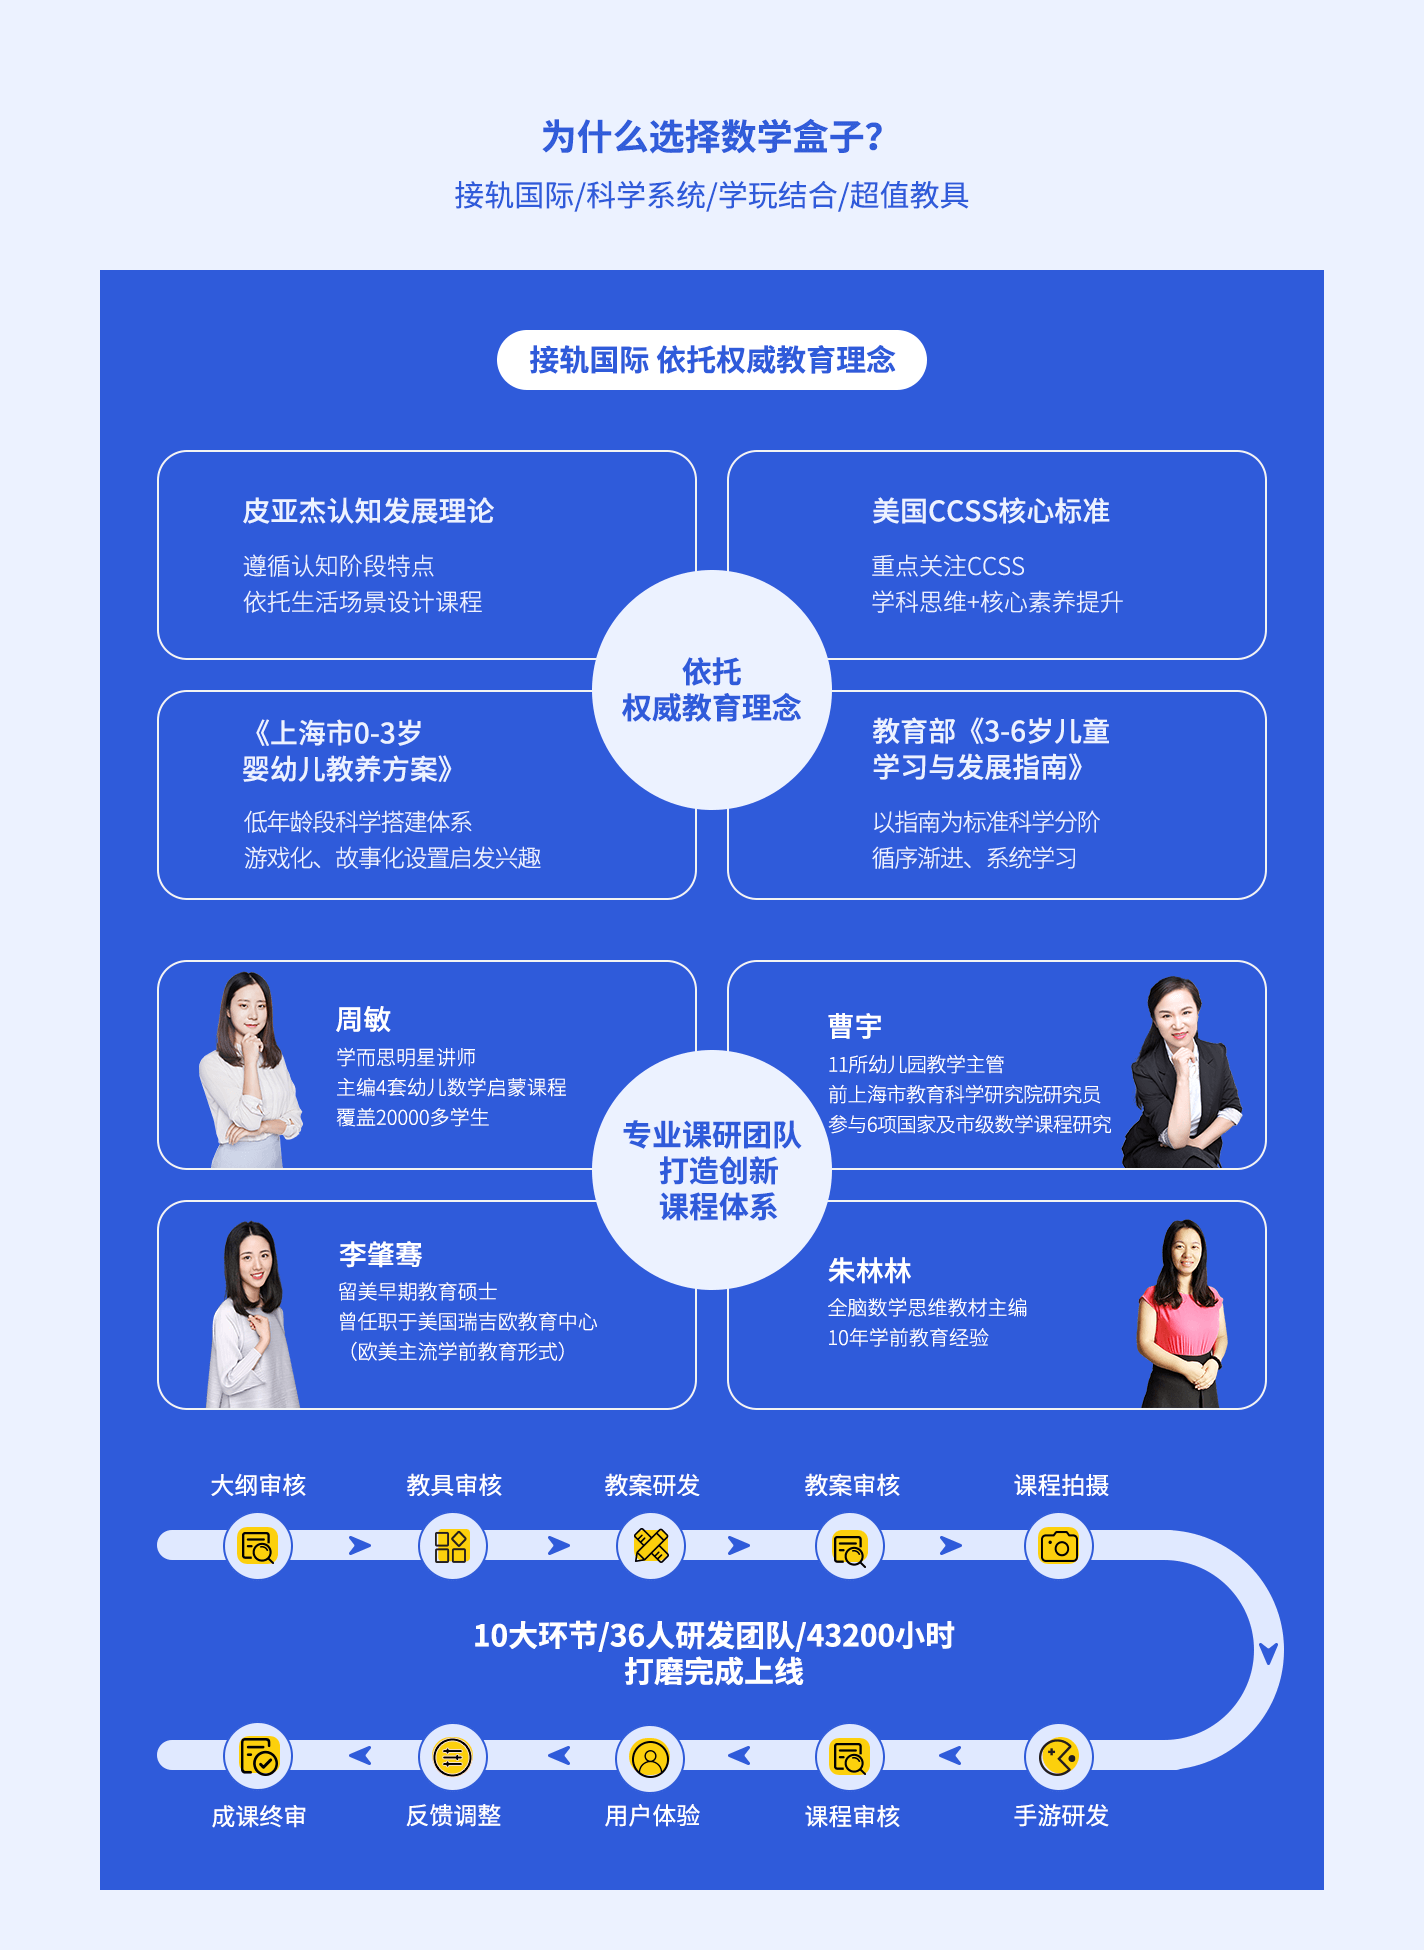 为什么选择数学盒子？
接轨国际/科学系统/学玩结合/超值教具
接轨国际 依托权威教育理念
皮亚杰认知发展理论
遵循认知阶段特点
依托生活场景设计课程
美国CCSS核心标准
重点关注CCSS
学科思维+核心素养提升
依托
权威教育理念
《上海市0-3岁
婴幼儿教养方案》
低年龄段科学搭建体系
游戏化、故事化设置启发兴趣
教育部《3-6岁儿童
学习与发展指南》
以指南为标准科学分阶
循序渐进、系统学习
周敏
学而思明星讲师
主编4套幼儿数学启蒙课程
覆盖20000多学生
曹宇
11所幼儿园教学主管
前上海市教育科学研究院研究员
参与6项国家及市级数学课程研究
专业课研团队
打造创新
课程体系
李肇骞
留美早期教育硕士
曾任职于美国瑞吉欧教育中心
（欧美主流学前教育形式）
朱林林
全脑数学思维教材主编
10年学前教育经验
大纲审核
教具审核
教案研发
教案审核
课程拍摄
10大环节/36人研发团队/43200小时
打磨完成上线
成课终审
反馈调整
用户体验
课程审核
手游研发